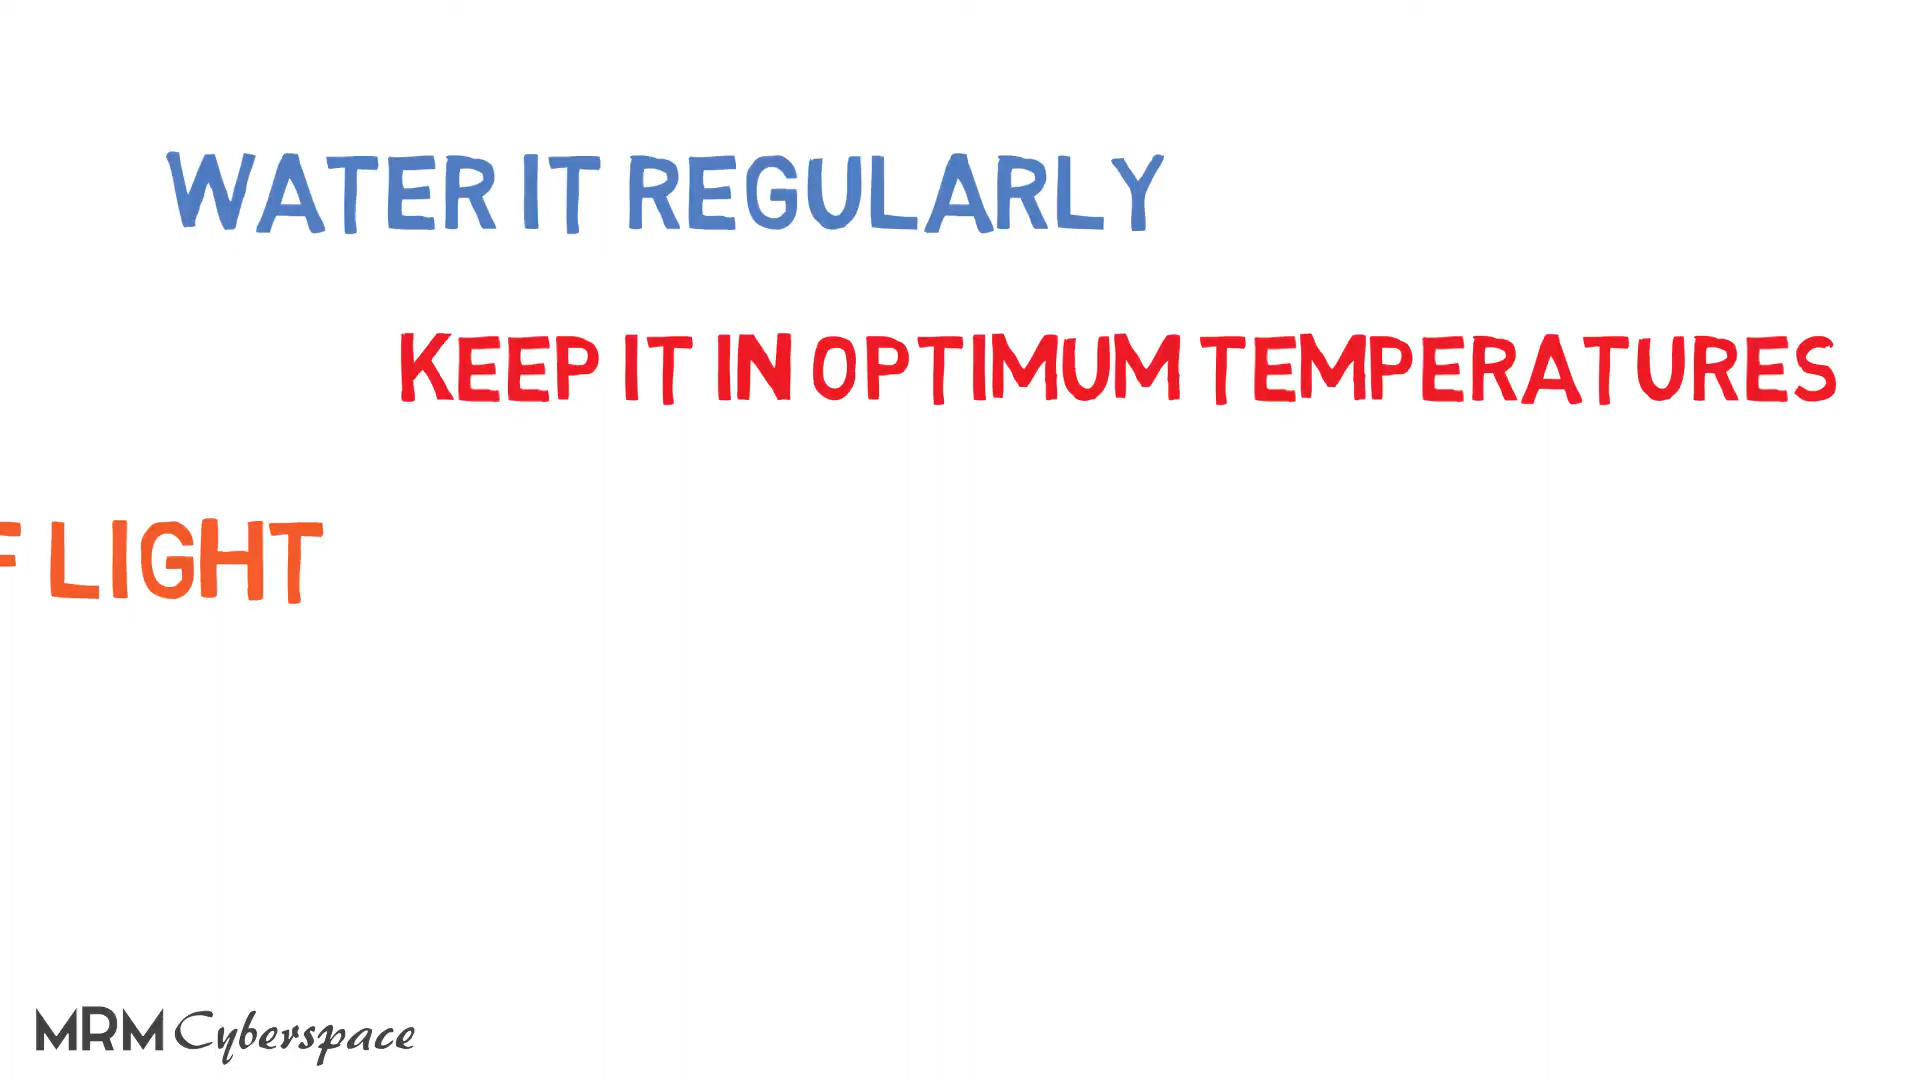 WATER IT REGULARLY
KEEP IT IN OPTIMUM TEMPERATURES
F LIGHT
MRM Cyberspace